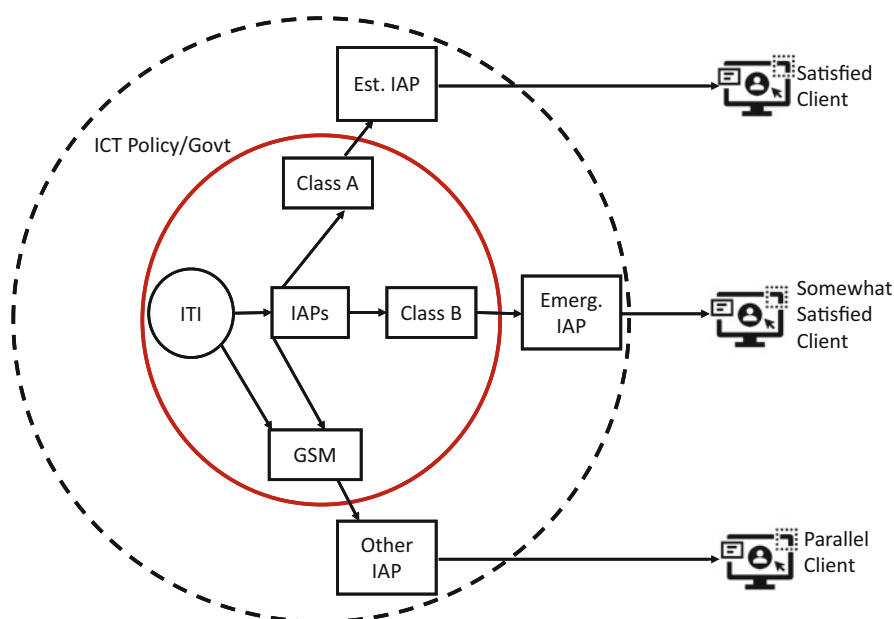 Est. IAP
Satisfied
Client
ICT Policy/Govt
Class A
ITI
IAPs
Class B
Emerg.
IAP
Somewhat
Satisfied
Client
GSM
Other
IAP
Parallel
Client